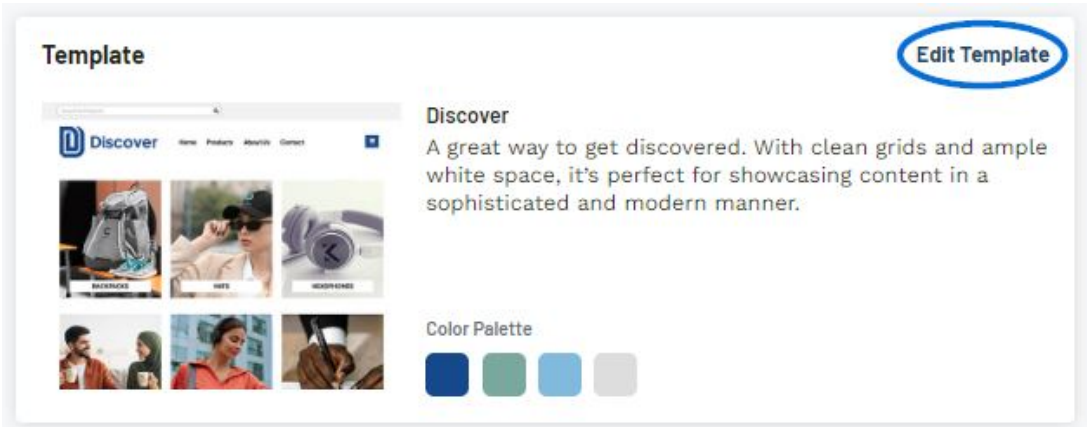 Template
Edit Template
Discover
Home Products About Us Contact
BACKPACKS
HATS
HEADPHONES
Discover
A great way to get discovered. With clean grids and ample
white space, it’s perfect for showcasing content in a
sophisticated and modern manner.
Color Palette